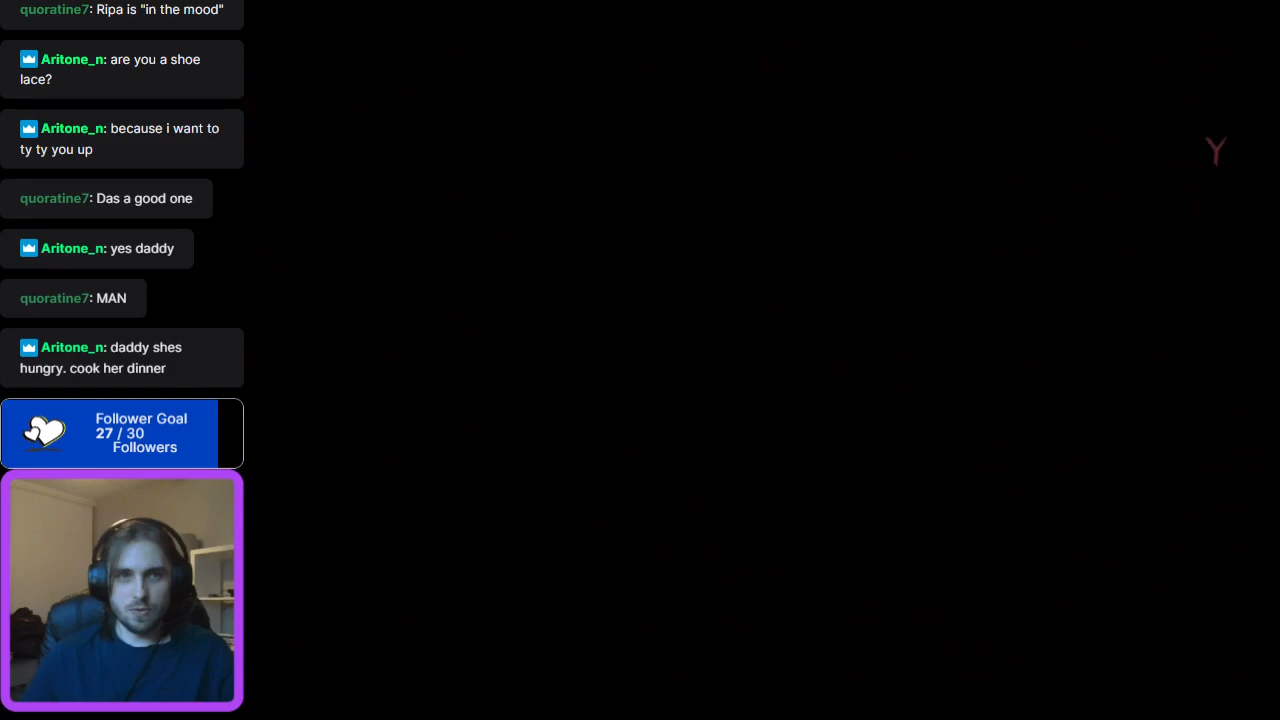 quoratine7: Ripa is "in the mood"
Aritone_n: are you a shoe
lace?
Aritone_n: because i want to
ty ty you up
quoratine7: Das a good one
Aritone_n: yes daddy
quoratine7: MAN
Aritone_n: daddy shes
hungry. cook her dinner
Follower Goal
27 / 30
Followers
Y